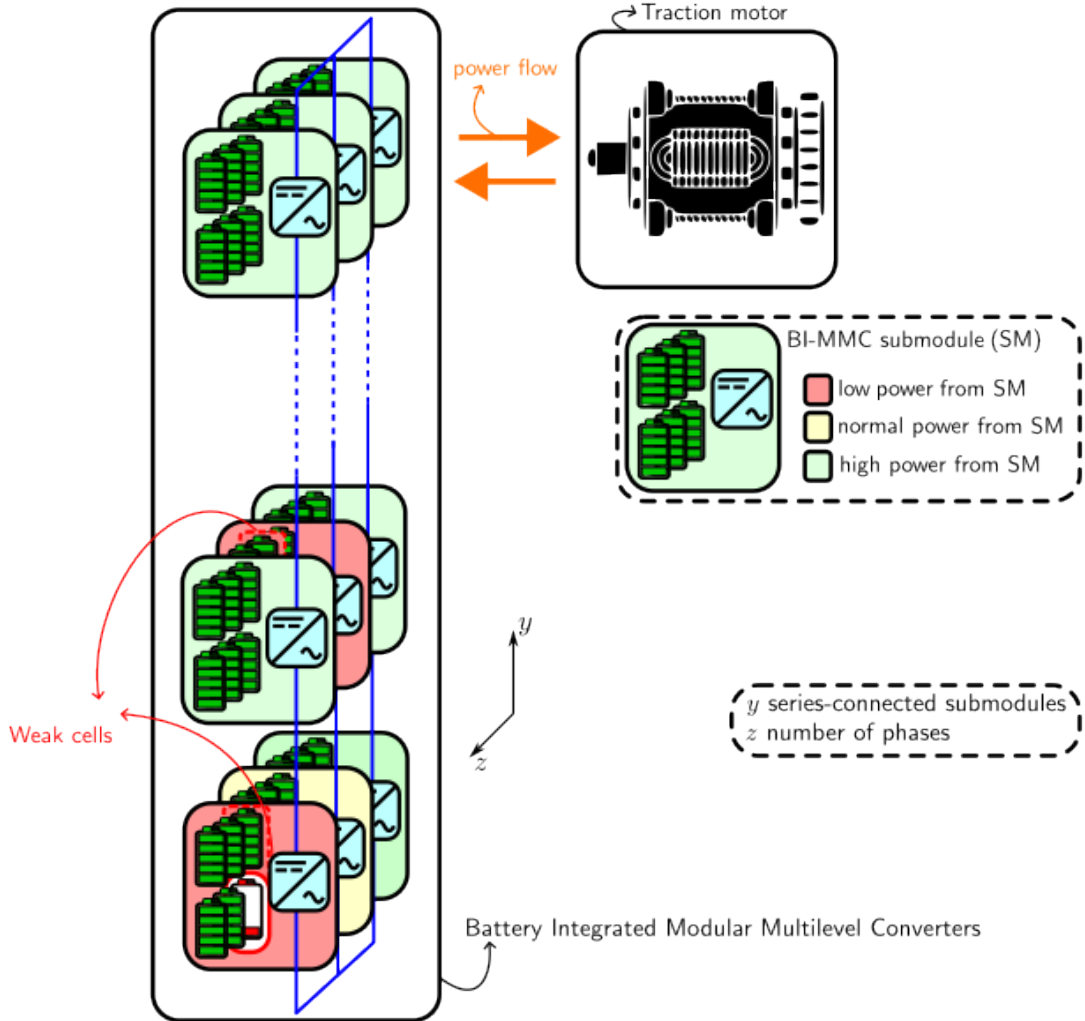 Traction motor
power flow
BI-MMC submodule (SM)
low power from SM
normal power from SM
high power from SM
y
z
Weak cells
y series-connected submodules
z number of phases
Battery Integrated Modular Multilevel Converters